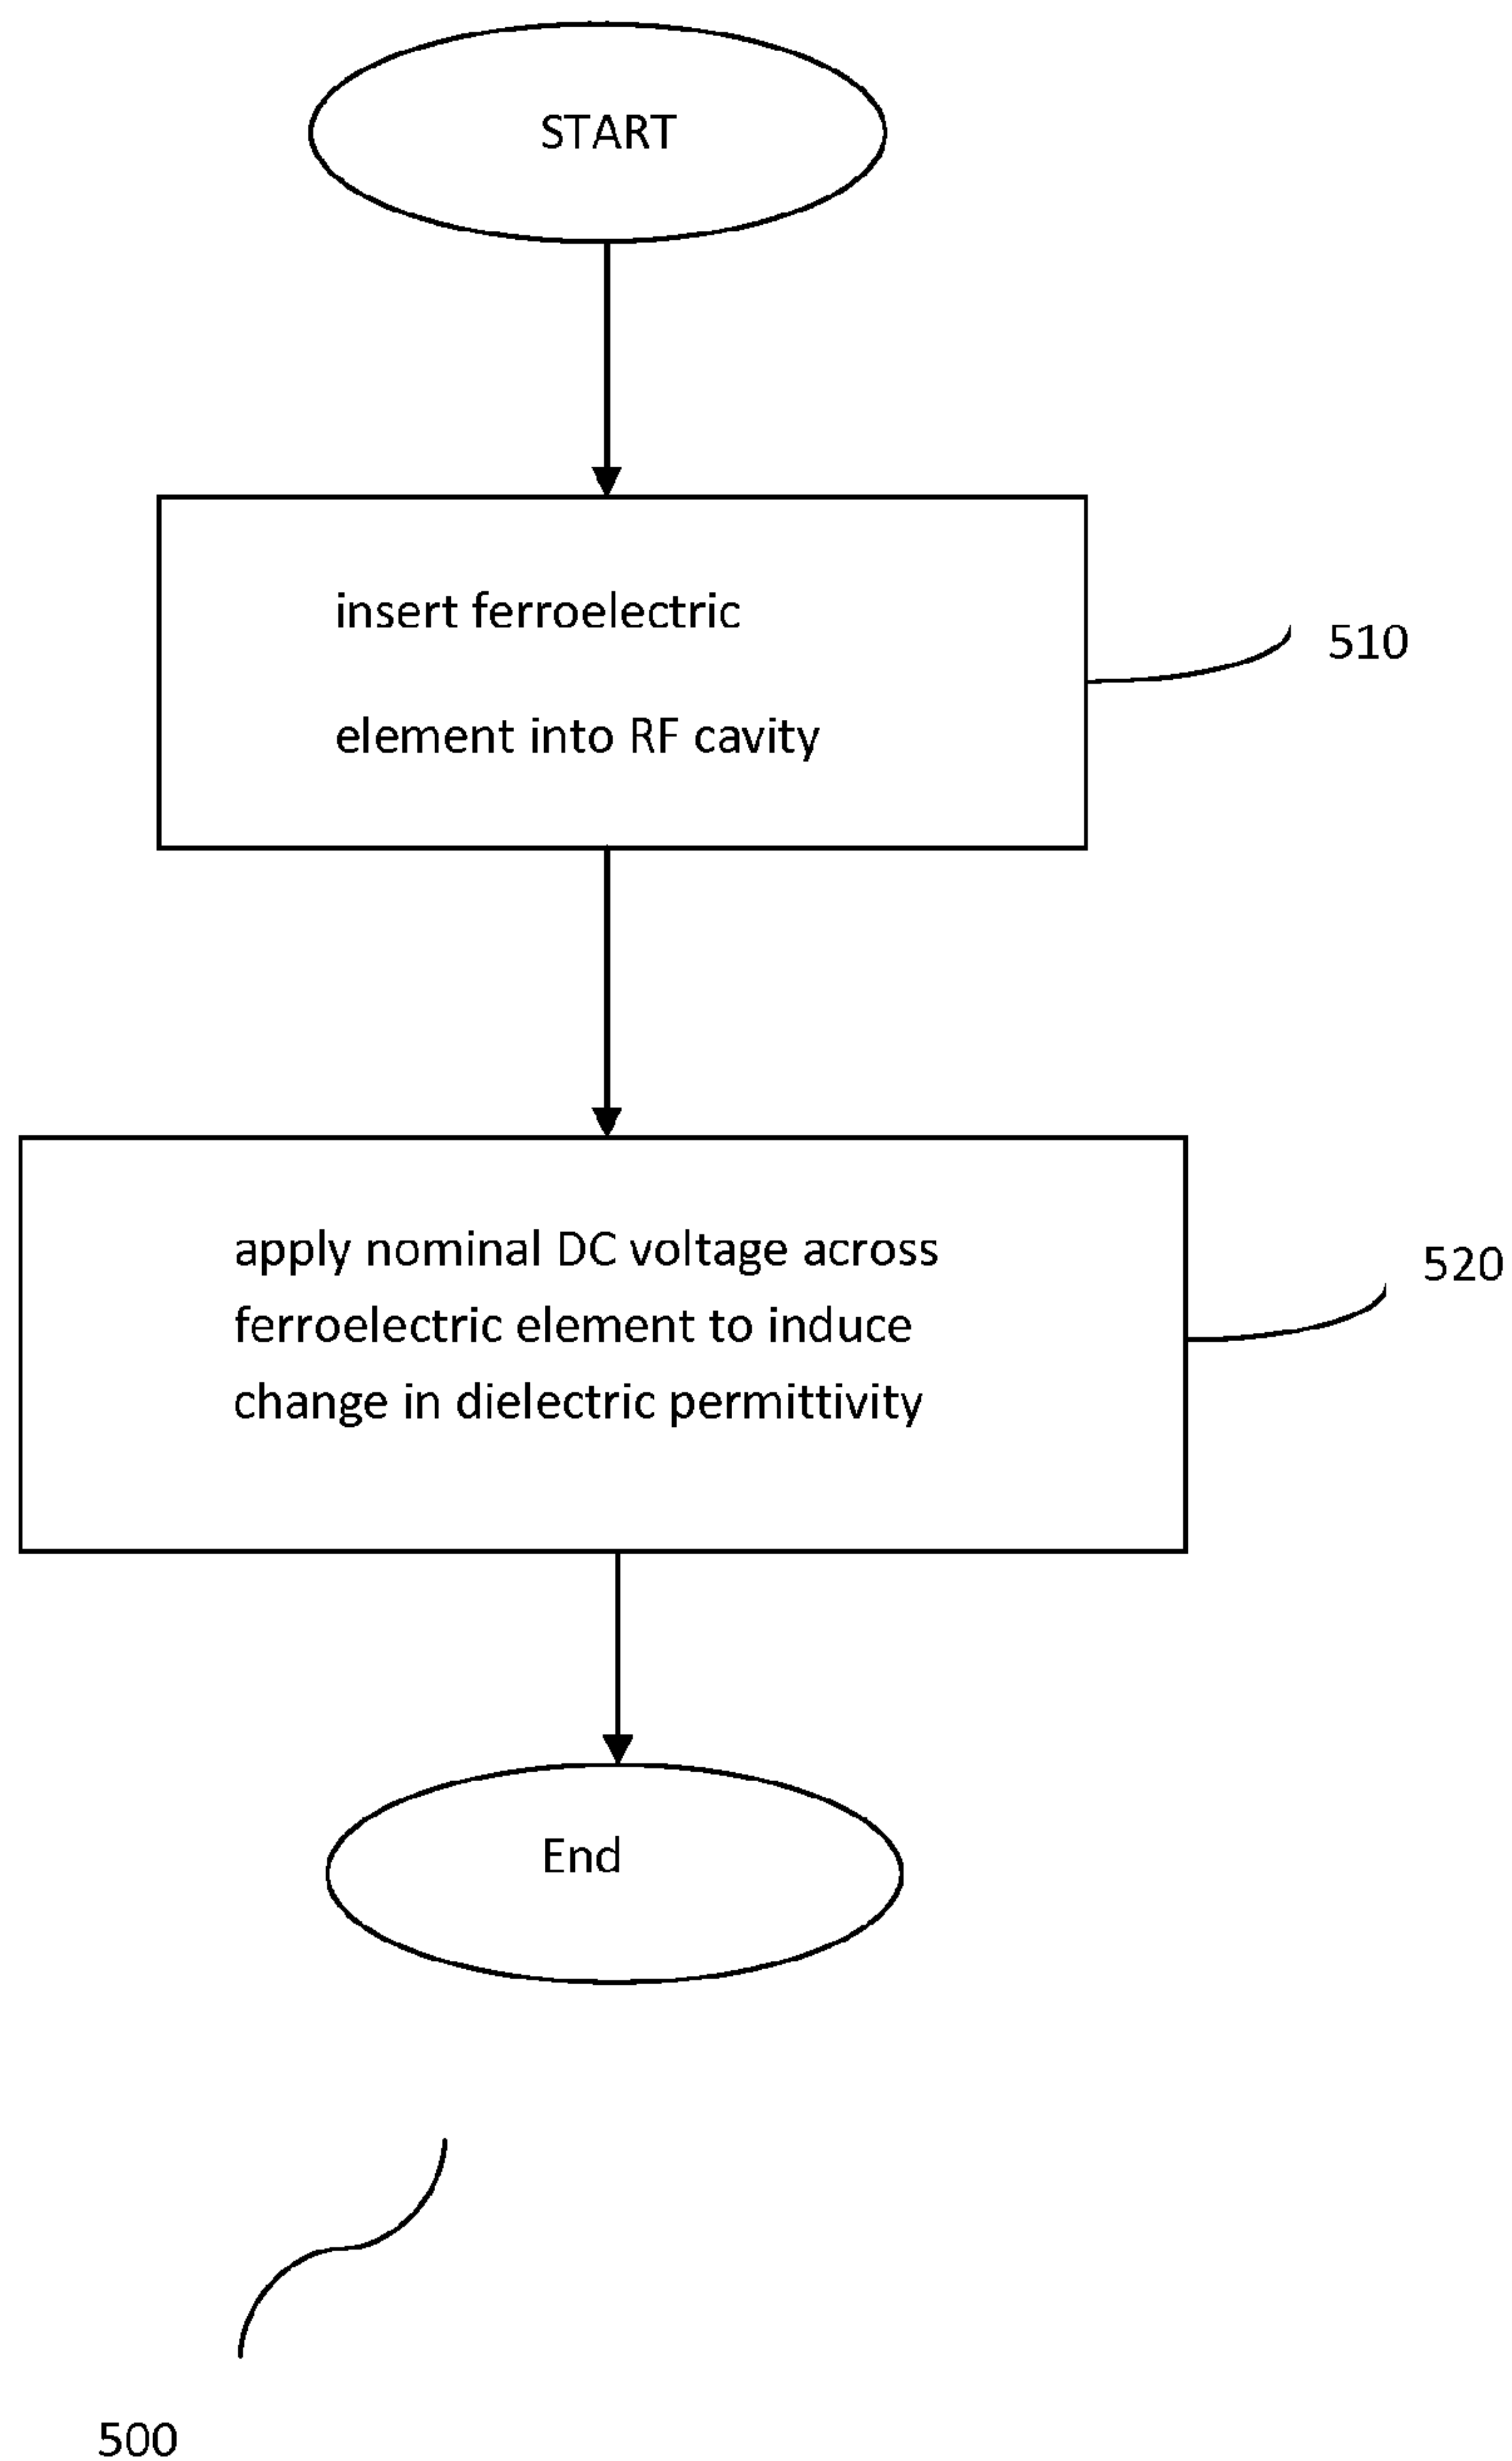 START
insert ferroelectric
element into RF cavity
510
apply nominal DC voltage across
ferroelectric element to induce
change in dielectric permittivity
520
End
500